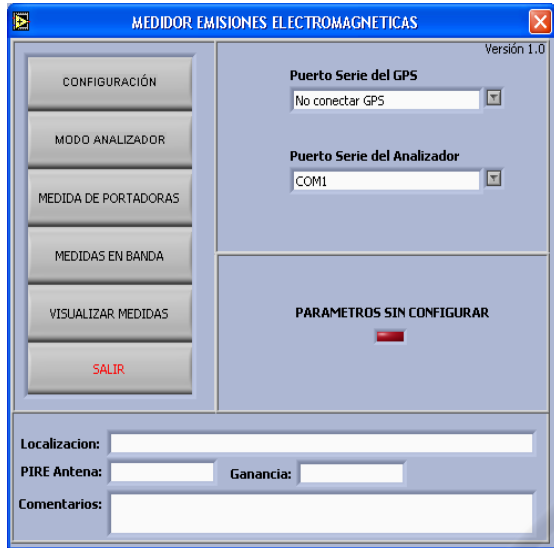 MEDIDOR EMISIONES ELECTROMAGNETICAS
Versión 1.0
CONFIGURACIÓN
MODO ANALIZADOR
MEDIDA DE PORTADORAS
MEDIDAS EN BANDA
VISUALIZAR MEDIDAS
SALIR
Puerto Serie del GPS
No conectar GPS
Puerto Serie del Analizador
COM1
PARAMETROS SIN CONFIGURAR
Localizacion:
PIRE Antena:
Ganancia:
Comentarios: